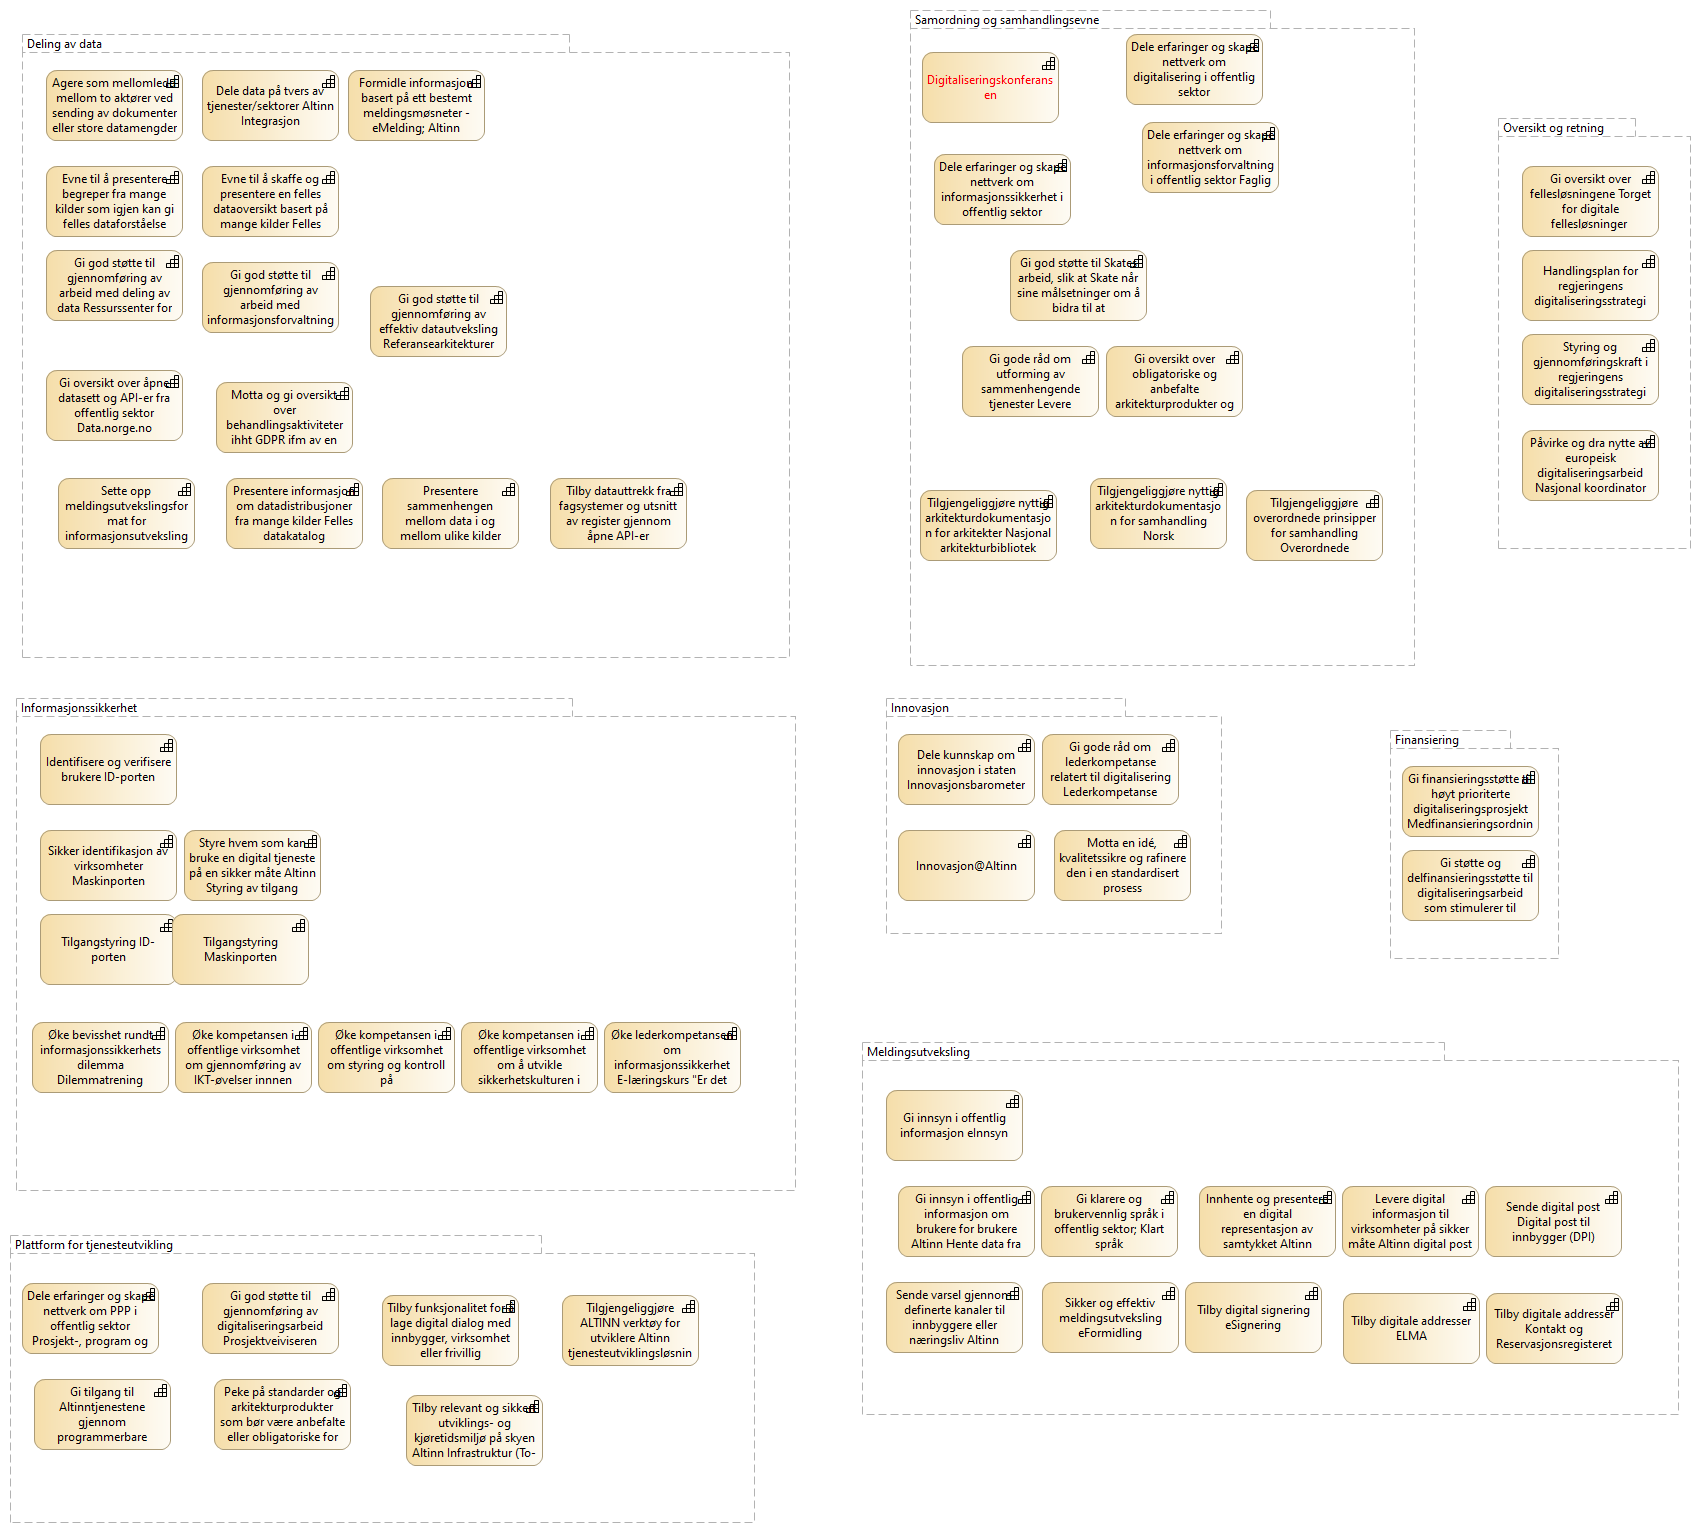 Deling av data
Agere som mellomledd
mellom to aktører ved
sending av dokumenter
eller store datamengder
Dele data på tvers av
tjenester/sektorer Altinn
Integrasjon
Formidle informasjon
basert på ett bestemt
meldingsmøsneter -
eMelding; Altinn
Evne til å presentere
begreper fra mange
kilder som igjen kan gi
felles dataforståelse
Evne til å skaffe og
presentere en felles
dataoversikt basert på
mange kilder Felles
Gi god støtte til
gjennomføring av
arbeid med deling av
data Ressurssenter for
Gi god støtte til
gjennomføring av
arbeid med
informasjonsforvaltning
Gi god støtte til
gjennomføring av
effektiv datautveksling
Referansearkitekturer
Gi oversikt over åpne
datasett og API-er fra
offentlig sektor
Data.norge.no
Motta og gi oversikt
over
behandlingsaktiviteter
ihht GDPR ifm av en
Sette opp
meldingsutvekslingsfor
mat for
informasjonsutveksling
Presentere informasjon
om datadistribusjoner
fra mange kilder Felles
datakatalog
Presentere
sammenhengen
mellom data i og
mellom ulike kilder
Tilby datauttrekk fra
fagsystemer og utsnitt
av register gjennom
åpne API-er
Samordning og samhandlingsevne
Digitaliseringskonferans
en
Dele erfaringer og skape
nettverk om
digitalisering i offentlig
sektor
Dele erfaringer og skape
nettverk om
informasjonssikkerhet i
offentlig sektor
Dele erfaringer og skape
nettverk om
informasjonsforvaltning
i offentlig sektor Faglig
Gi god støtte til Skates
arbeid, slik at Skate når
sine målsetninger om å
bidra til at
Gi gode råd om
utforming av
sammenhengende
tjenester Levere
Gi oversikt over
obligatoriske og
anbefalte
arkitekturprodukter og
Tilgjengeliggjøre nyttig
arkitekturdokumentasjo
n for arkitekter Nasjonal
arkitekturbibliotek
Tilgjengeliggjøre nyttig
arkitekturdokumentasjo
n for samhandling
Norsk
Tilgjengeliggjøre
overordnede prinsipper
for samhandling
Overordnede
Oversikt og retning
Gi oversikt over
fellesløsningene Torget
for digitale
fellesløsninger
Handlingsplan for
regjeringens
digitaliseringsstrategi
Styring og
gjennomføringskraft i
regjeringens
digitaliseringsstrategi
Påvirke og dra nytte av
europeisk
digitaliseringsarbeid
Nasjonal koordinator
Informasjonssikkerhet
Identifisere og verifisere
brukere ID-porten
Sikker identifikasjon av
virksomheter
Maskinporten
Styre hvem som kan
bruke en digital tjeneste
på en sikker måte Altinn
Styring av tilgang
Tilgangstyring ID-
porten
Tilgangstyring
Maskinporten
Øke bevisshet rundt
informasjonssikkerhets
dilemma
Dilemmatrening
Øke kompetansen i
offentlige virksomhet
om gjennomføring av
IKT-øvelser innnen
Øke kompetansen i
offentlige virksomhet
om styring og kontroll
på
Øke kompetansen i
offentlige virksomhet
om å utvikle
sikkerhetskulturen i
Øke lederkompetansen
om
informasjonssikkerhet
E-læringskurs "Er det
Innovasjon
Dele kunnskap om
innovasjon i staten
Innovasjonsbarometer
Gi gode råd om
lederkompetanse
relatert til digitalisering
Lederkompetanse
Innovasjon@Altinn
Motta en idé,
kvalitetssikre og rafinere
den i en standardisert
prosess
Finansiering
Gi finansieringsstøtte til
høyt prioriterte
digitaliseringsprosjekt
Medfinansieringsordnin
Gi støtte og
delfinansieringsstøtte til
digitaliseringsarbeid
som stimulerer til
Meldingsutveksling
Gi innsyn i offentlig
informasjon eInnsyn
Gi innsyn i offentlig
informasjon om
brukere for brukere
Altinn Hente data fra
Gi klarere og
brukervennlig språk i
offentlig sektor; Klart
språk
Innhente og presentere
en digital
representasjon av
samtykket Altinn
Levere digital
informasjon til
virksomheter på sikker
måte Altinn digital post
Sende digital post
Digital post til
innbygger (DPI)
Sende varsel gjennom
definerte kanaler til
innbyggere eller
næringsliv Altinn
Sikker og effektiv
meldingsutveksling
eFormidling
Tilby digital signering
eSignering
Tilby digitale addresser
ELMA
Tilby digitale addresser
Kontakt og
Reservasjonsregisteret
Plattform for tjenesteutvikling
Dele erfaringer og skape
nettverk om PPP i
offentlig sektor
Prosjekt-, program og
Gi god støtte til
gjennomføring av
digitaliseringsarbeid
Prosjektveiviseren
Tilby funksjonalitet for å
lage digital dialog med
innbygger, virksomhet
eller frivillig
Tilgjengeliggjøre
ALTINN verktøy for
utviklere Altinn
tjenesteutviklingsløsnin
Gi tilgang til
Altinntjenestene
gjennom
programmerbare
Peke på standarder og
arkitekturprodukter
som bør være anbefalte
eller obligatoriske for
Tilby relevant og sikkert
utviklings- og
kjøretidsmiljø på skyen
Altinn Infrastruktur (To-